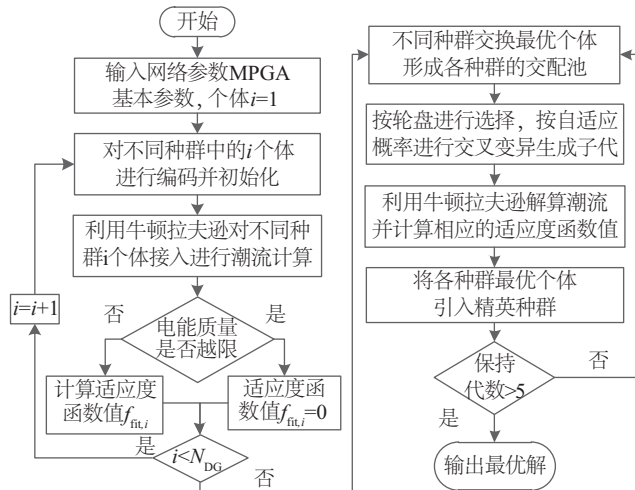 开始
输入网络参数MPGA
基本参数，个体i=1
对不同种群中的i个体
进行编码并初始化
利用牛顿拉夫逊对不同种
群i个体接入进行潮流计算
i=i+1
否
电能质量
是否越限
是
计算适应度
函数值f_fit,i
适应度函
数值f_fit,i=0
是
i<N_DG
否
不同种群交换最优个体
形成各种群的交配池
按轮盘进行选择，按自适应
概率进行交叉变异生成子代
利用牛顿拉夫逊解算潮流
并计算相应的适应度函数值
将各种群最优个体
引入精英种群
保持
代数>5
否
是
输出最优解